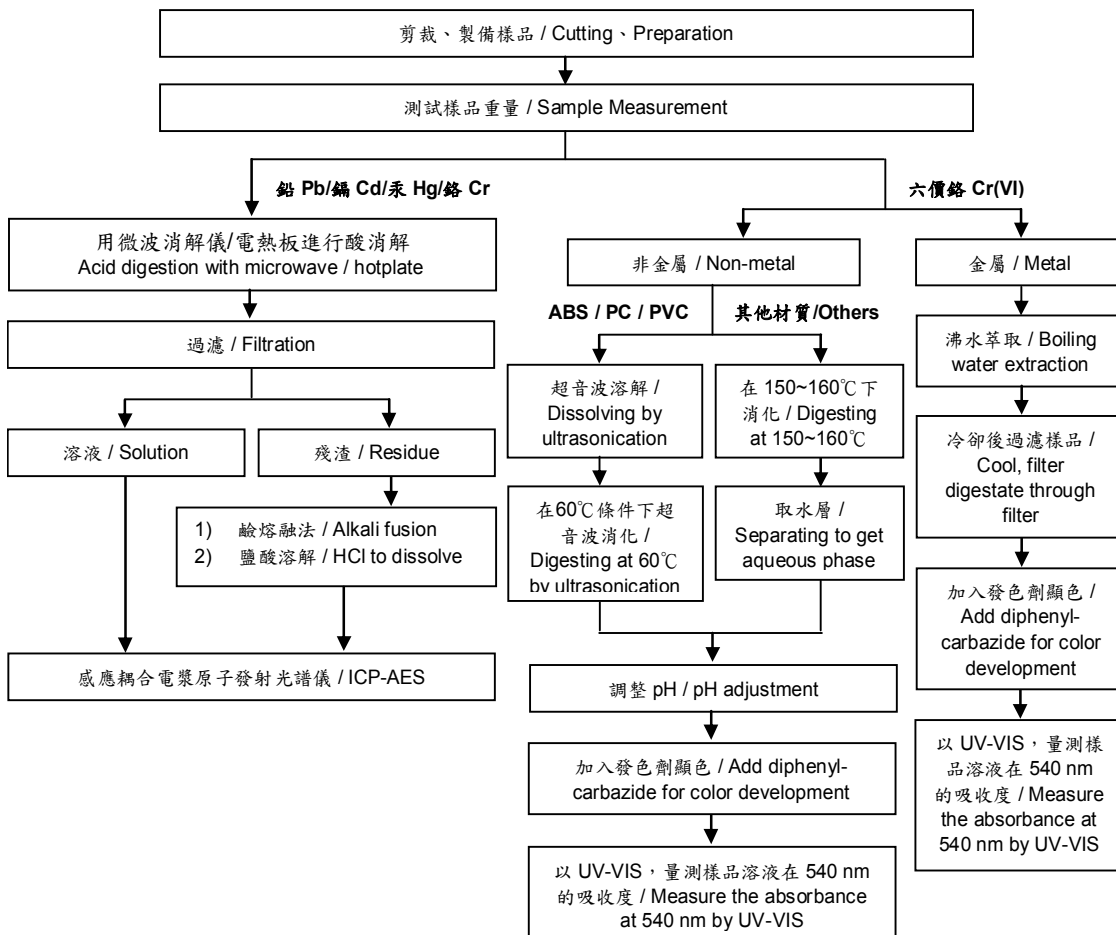 剪裁、製備樣品 / Cutting、Preparation
測試樣品重量 / Sample Measurement
鉛 Pb/鎘 Cd/汞 Hg/鉻 Cr
六價鉻 Cr(VI)
用微波消解儀/電熱板進行酸消解
Acid digestion with microwave / hotplate
非金屬 / Non-metal
金屬 / Metal
過濾 / Filtration
ABS / PC / PVC
其他材質/Others
沸水萃取 / Boiling
water extraction
溶液 / Solution
殘渣 / Residue
超音波溶解 /
Dissolving by
ultrasonication
在 150~160℃下
消化 / Digesting
at 150~160℃
冷卻後過濾樣品 /
Cool, filter
digestate through
filter
1) 鹼熔融法 / Alkali fusion
2) 鹽酸溶解 / HCl to dissolve
在60℃條件下超
音波消化 /
Digesting at 60℃
by ultrasonication
取水層 /
Separating to get
aqueous phase
加入發色劑顯色 /
Add diphenyl-
carbazide for color
development
感應耦合電漿原子發射光譜儀 / ICP-AES
調整 pH / pH adjustment
加入發色劑顯色 / Add diphenyl-
carbazide for color development
以 UV-VIS，量測樣
品溶液在 540 nm
的吸收度 / Measure
the absorbance at
540 nm by UV-VIS
以 UV-VIS，量測樣品溶液在 540 nm
的吸收度 / Measure the absorbance
at 540 nm by UV-VIS